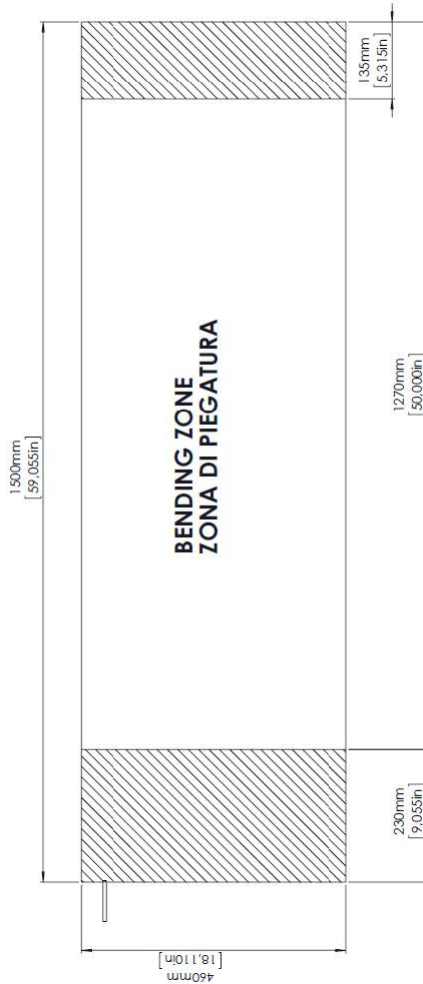 1500mm
[59,055in]
135mm
[5.315in]
BENDING ZONE
ZONA DI PIEGATURA
1270mm
[50.000in]
230mm
[9,055in]
460mm
[18,110in]